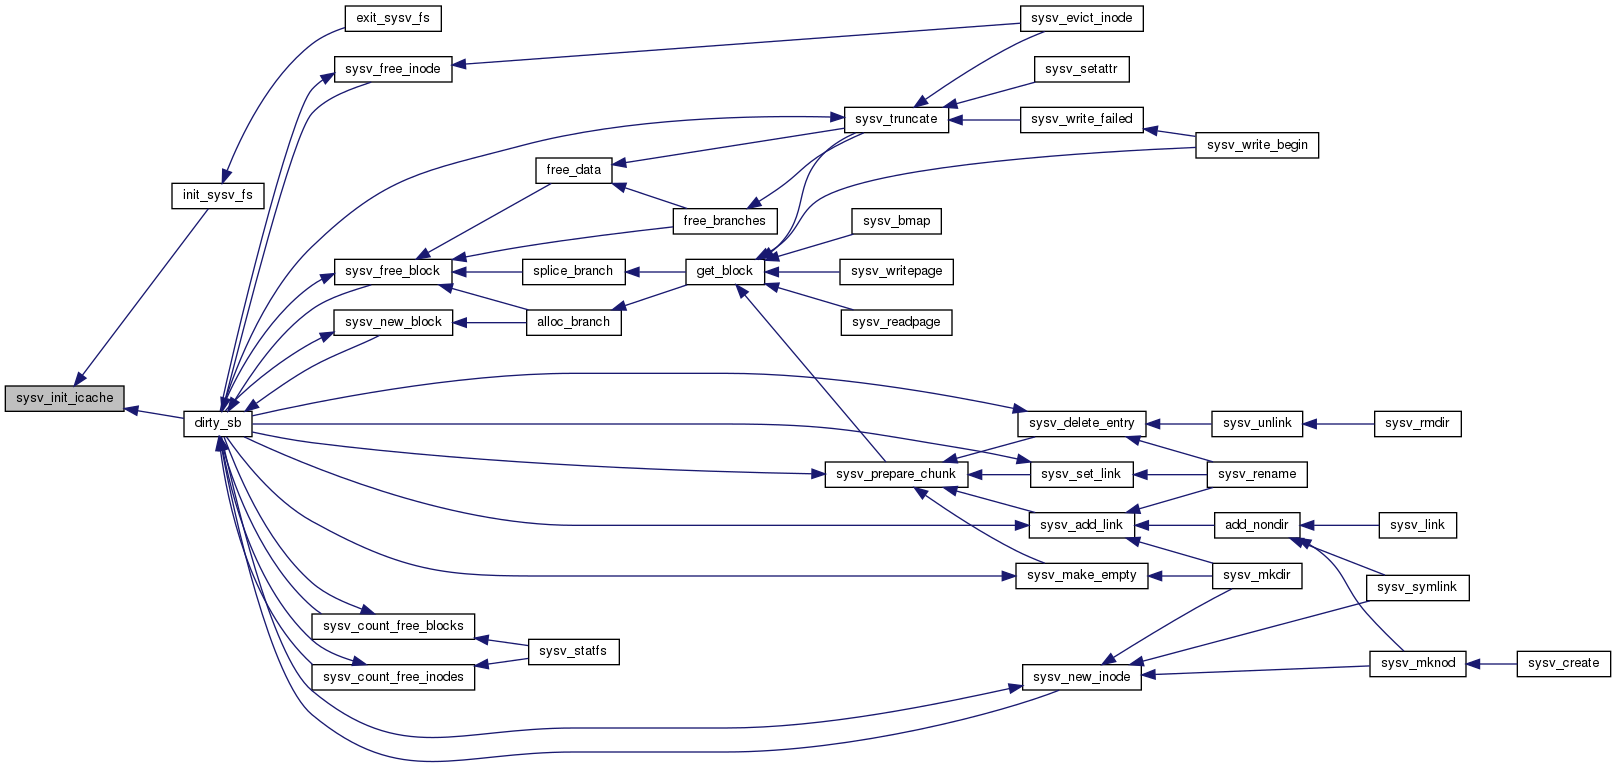 exit_sysv_fs
sysv_evict_inode
sysv_free_inode
sysv_setattr
sysv_truncate
sysv_write_failed
sysv_write_begin
free_data
init_sysv_fs
free_branches
sysv_bmap
sysv_free_block
splice_branch
get_block
sysv_writepage
sysv_new_block
alloc_branch
sysv_readpage
sysv_init_icache
dirty_sb
sysv_delete_entry
sysv_unlink
sysv_rmdir
sysv_prepare_chunk
sysv_set_link
sysv_rename
sysv_add_link
add_nondir
sysv_link
sysv_make_empty
sysv_mkdir
sysv_symlink
sysv_count_free_blocks
sysv_statfs
sysv_mknod
sysv_create
sysv_count_free_inodes
sysv_new_inode